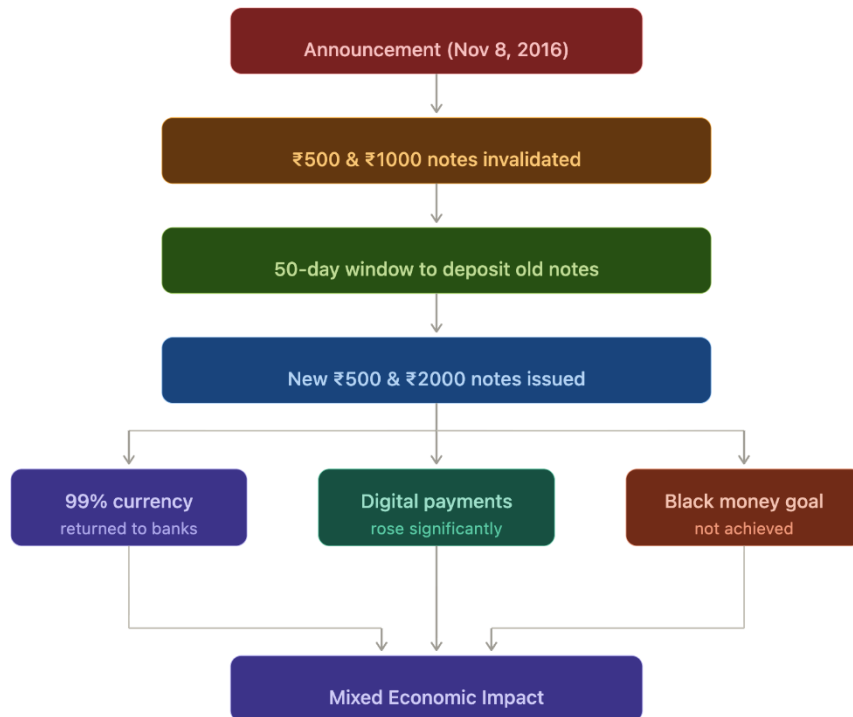 Announcement (Nov 8, 2016)
₹500 & ₹1000 notes invalidated
50-day window to deposit old notes
New ₹500 & ₹2000 notes issued
99% currency
returned to banks
Digital payments
rose significantly
Black money goal
not achieved
Mixed Economic Impact